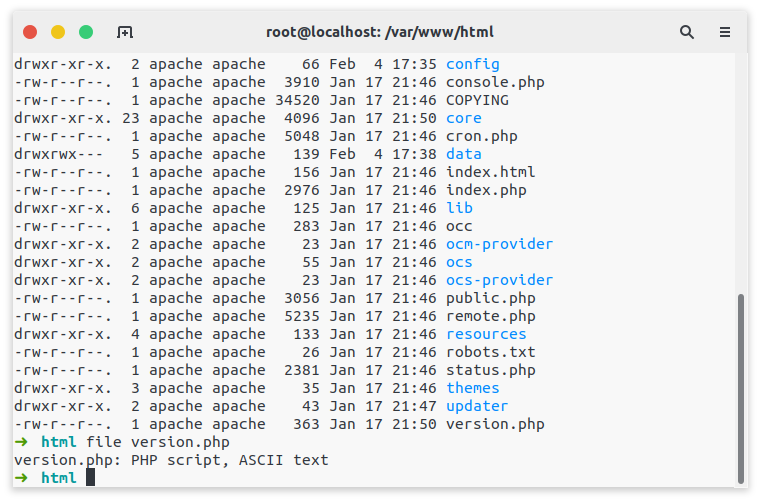 root@localhost: /var/www/html
drwxr-xr-x.  2 apache apache    66 Feb  4 17:35 config
-rw-r--r--.  1 apache apache  3910 Jan 17 21:46 console.php
-rw-r--r--.  1 apache apache 34520 Jan 17 21:46 COPYING
drwxr-xr-x. 23 apache apache  4096 Jan 17 21:50 core
-rw-r--r--.  1 apache apache  5048 Jan 17 21:46 cron.php
drwxrwx---   5 apache apache   139 Feb  4 17:38 data
-rw-r--r--.  1 apache apache   156 Jan 17 21:46 index.html
-rw-r--r--.  1 apache apache  2976 Jan 17 21:46 index.php
drwxr-xr-x.  6 apache apache   125 Jan 17 21:46 lib
-rw-r--r--.  1 apache apache   283 Jan 17 21:46 occ
drwxr-xr-x.  2 apache apache    23 Jan 17 21:46 ocm-provider
drwxr-xr-x.  2 apache apache    55 Jan 17 21:46 ocs
drwxr-xr-x.  2 apache apache    23 Jan 17 21:46 ocs-provider
-rw-r--r--.  1 apache apache  3056 Jan 17 21:46 public.php
-rw-r--r--.  1 apache apache  5235 Jan 17 21:46 remote.php
drwxr-xr-x.  4 apache apache   133 Jan 17 21:46 resources
-rw-r--r--.  1 apache apache    26 Jan 17 21:46 robots.txt
-rw-r--r--.  1 apache apache  2381 Jan 17 21:46 status.php
drwxr-xr-x.  3 apache apache    35 Jan 17 21:46 themes
drwxr-xr-x.  2 apache apache    43 Jan 17 21:47 updater
-rw-r--r--.  1 apache apache   363 Jan 17 21:50 version.php
➜  html file version.php
version.php: PHP script, ASCII text
➜  html